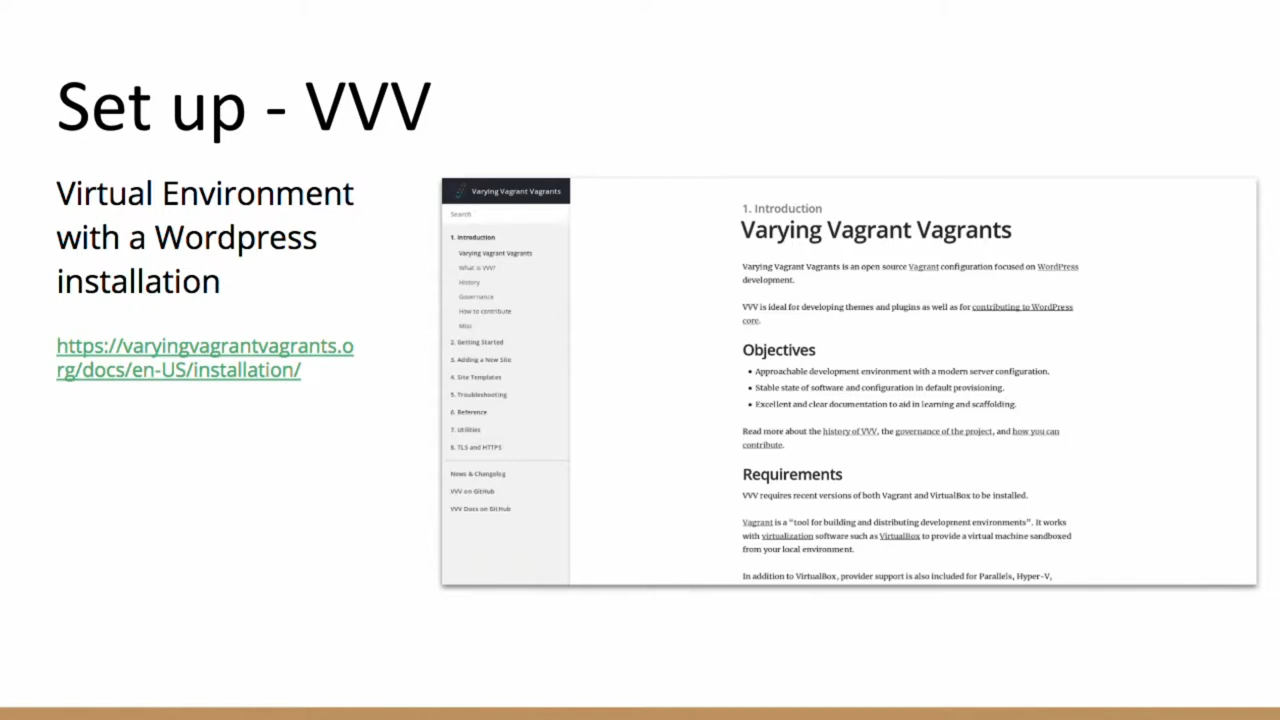 Set up - VVV
Virtual Environment
with a Wordpress
installation
https://varyingvagrantvagrants.o
rg/docs/en-US/installation/
Varying Vagrant Vagrants
Search
1. Introduction
Varying Vagrant Vagrants
What is VVV?
History
Governance
How to contribute
Misc
2. Getting Started
3. Adding a New Site
4. Site Templates
5. Troubleshooting
6. Reference
7. Utilities
8. TLS and HTTPS
News & Changelog
VVV on GitHub
VVV Docs on GitHub
1. Introduction
Varying Vagrant Vagrants
Varying Vagrant Vagrants is an open source Vagrant configuration focused on WordPress
development.
VVV is ideal for developing themes and plugins as well as for contributing to WordPress
core.
Objectives
• Approachable development environment with a modern server configuration.
• Stable state of software and configuration in default provisioning.
• Excellent and clear documentation to aid in learning and scaffolding.
Read more about the history of VVV, the governance of the project, and how you can
contribute.
Requirements
VVV requires recent versions of both Vagrant and VirtualBox to be installed.
Vagrant is a “tool for building and distributing development environments”. It works
with virtualization software such as VirtualBox to provide a virtual machine sandboxed
from your local environment.
In addition to VirtualBox, provider support is also included for Parallels, Hyper-V,